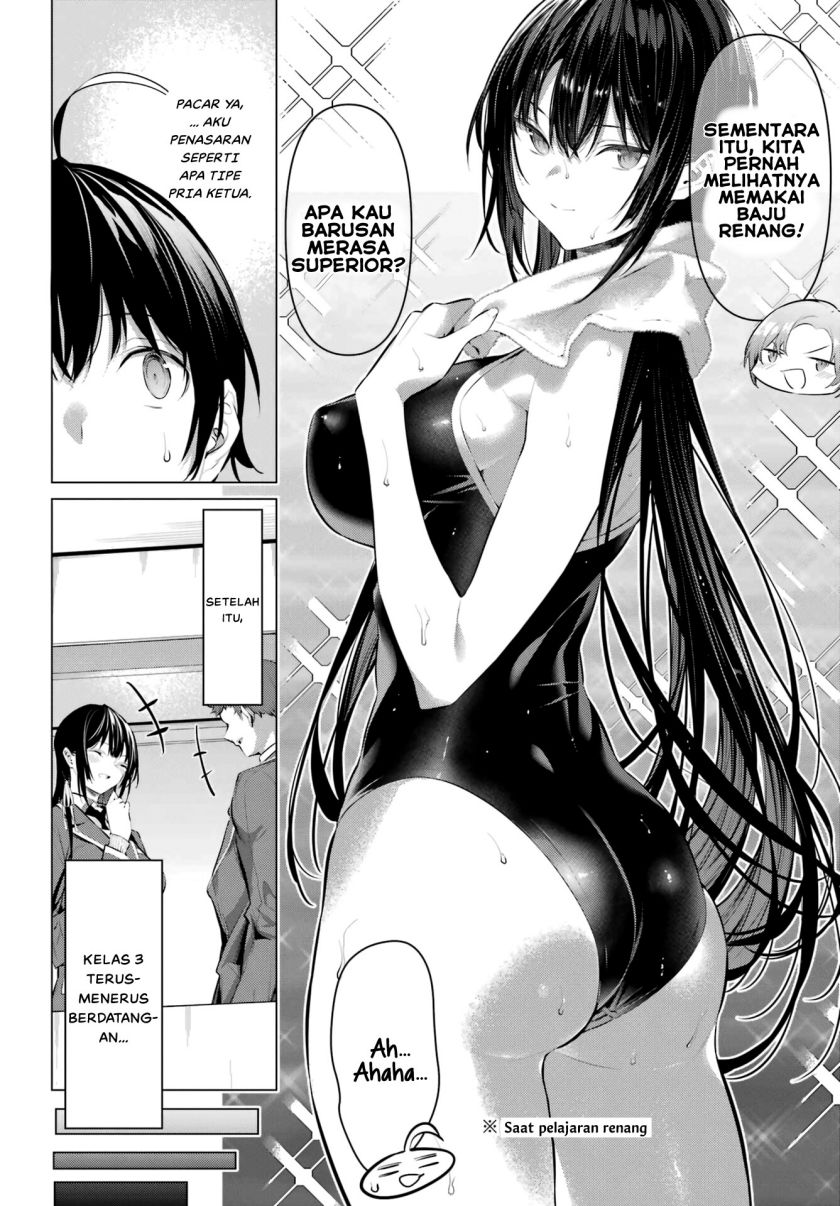 SEMENTARA
ITU, KITA
PERNAH
MELIHATNYA
MEMAKAI
BAJU
RENANG!
APA KAU
BARUSAN
MERASA
SUPERIOR?
Ah...
Ahaha...
※ Saat pelajaran renang
PACAR YA,
... AKU
PENASARAN
SEPERTI
APA TIPE
PRIA KETUA.
SETELAH
ITU,
KELAS 3
TERUS-
MENERUS
BERDATANG-
AN...